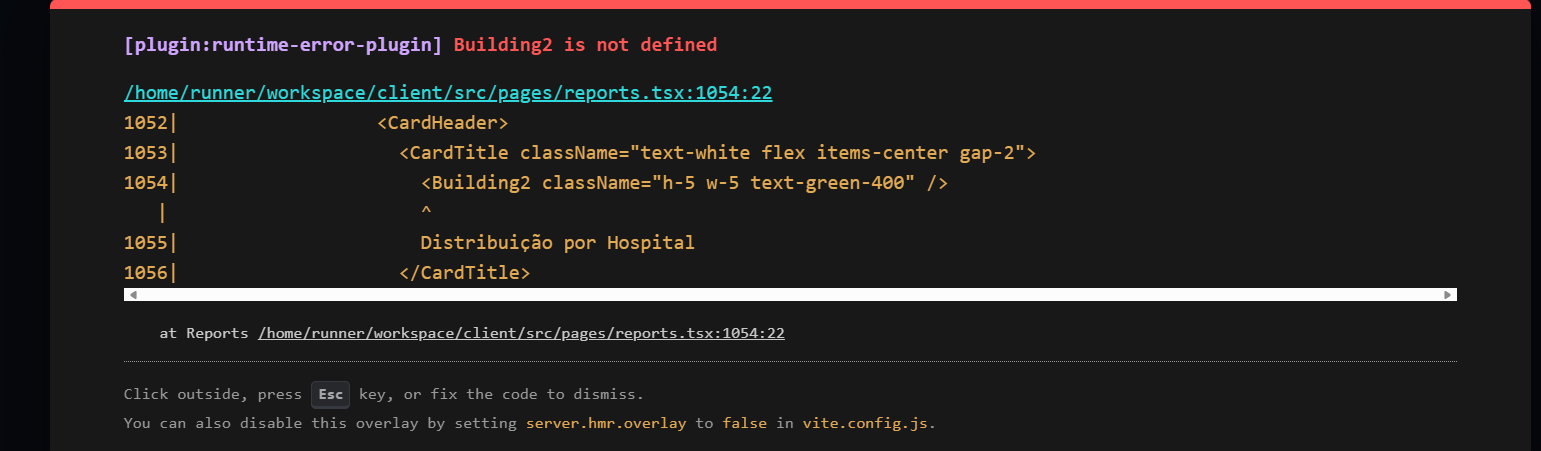 [plugin:runtime-error-plugin] Building2 is not defined
/home/runner/workspace/client/src/pages/reports.tsx:1054:22
1052|                   <CardHeader>
1053|                     <CardTitle className="text-white flex items-center gap-2">
1054|                       <Building2 className="h-5 w-5 text-green-400" />
   |                       ^
1055|                       Distribuição por Hospital
1056|                     </CardTitle>
at Reports /home/runner/workspace/client/src/pages/reports.tsx:1054:22
Click outside, press Esc key, or fix the code to dismiss.
You can also disable this overlay by setting server.hmr.overlay to false in vite.config.js.